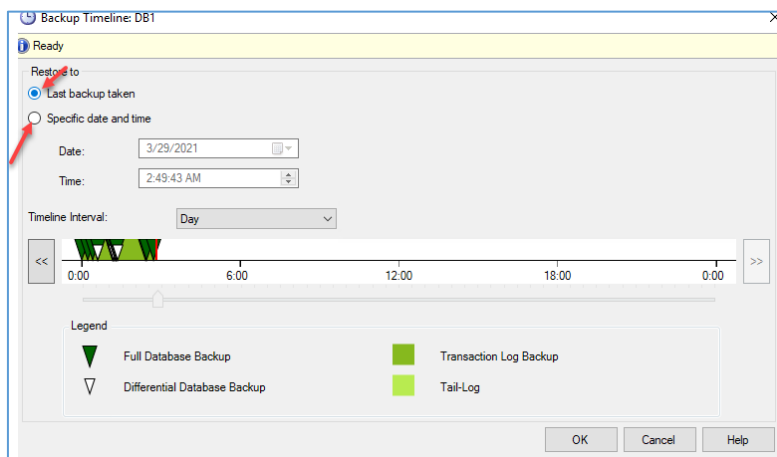 Backup Timeline: DB1
Ready
Restore to
Last backup taken
Specific date and time
Date: 3/29/2021
Time: 2:49:43 AM
Timeline Interval: Day
<< >>
0:00 6:00 12:00 18:00 0:00
Legend
Full Database Backup Transaction Log Backup
Differential Database Backup Tail-Log
OK Cancel Help